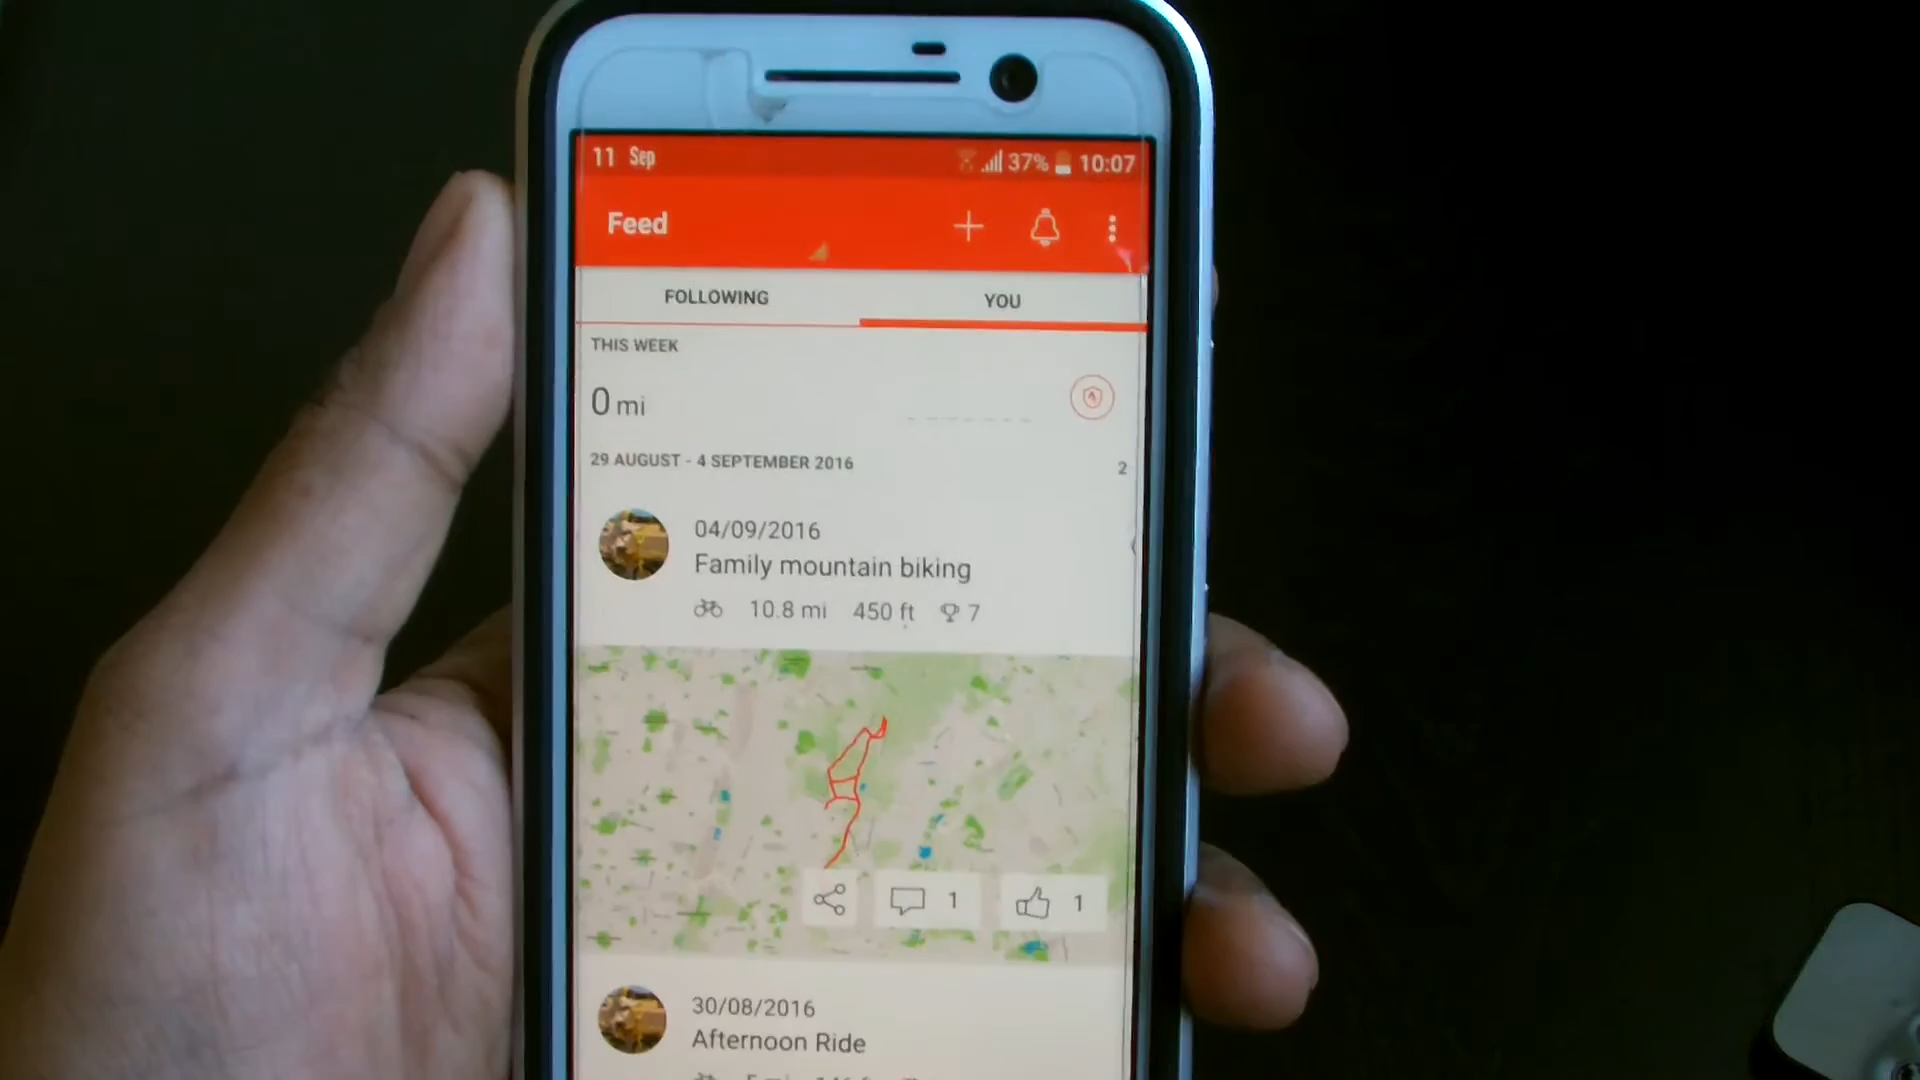 11 Sep 37% 10:07
Feed
FOLLOWING YOU
THIS WEEK
0 mi
29 AUGUST - 4 SEPTEMBER 2016 2
04/09/2016
Family mountain biking
10.8 mi 450 ft 7
1 1
30/08/2016
Afternoon Ride